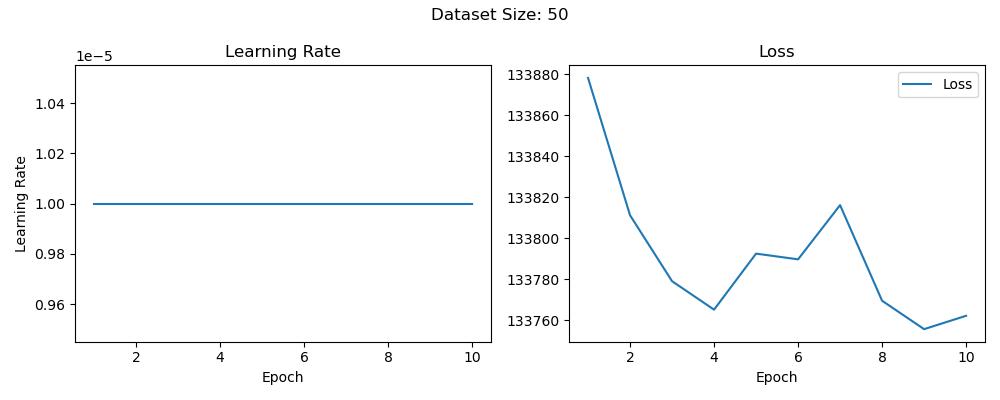 Dataset Size: 50
Learning Rate
1e−5
1.04
1.02
1.00
0.98
0.96
Learning Rate
2 4 6 8 10
Epoch
Loss
Loss
133880
133860
133840
133820
133800
133780
133760
2 4 6 8 10
Epoch